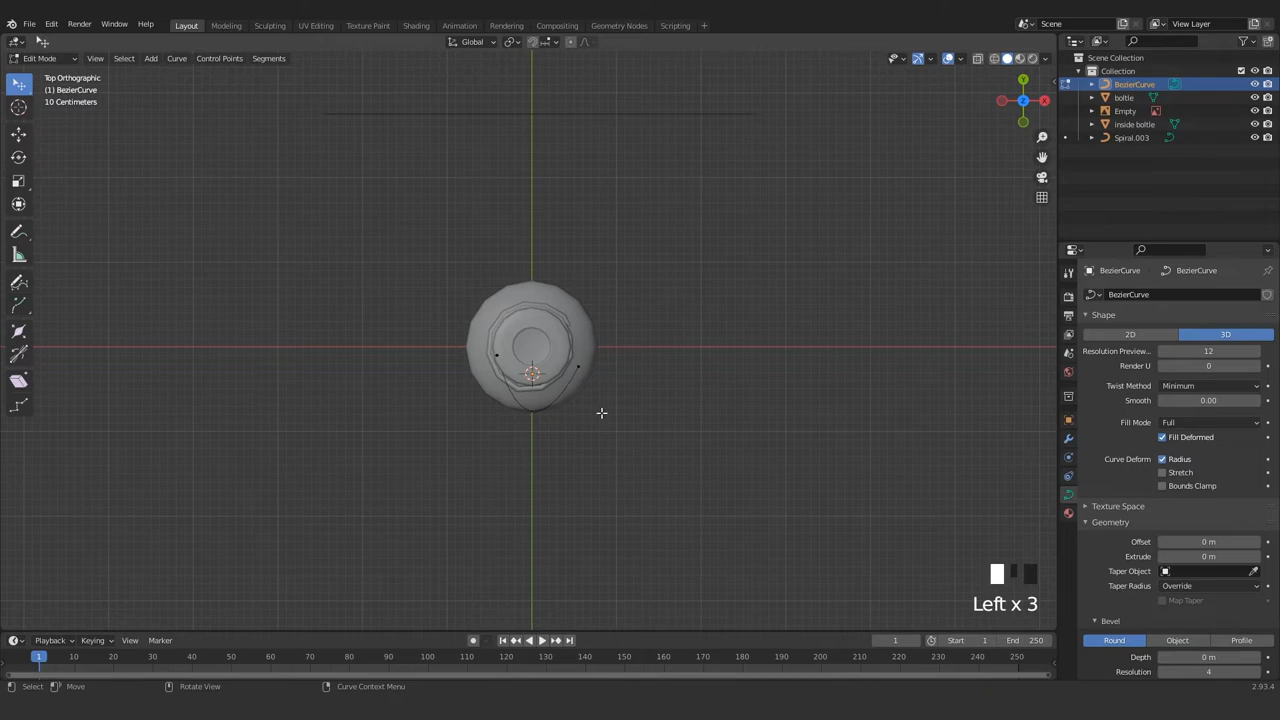 File Edit Render Window Help Layout Modeling Sculpting UV Editing Texture Paint Shading Animation Rendering Compositing Geometry Nodes Scripting + Scene View Layer
Global
Edit Mode View Select Add Curve Control Points Segments
Top Orthographic
(1) BezierCurve
10 Centimeters
Y
Z
X
Scene Collection
Collection
BezierCurve
boltle
Empty
inside boltle
Spiral.003
BezierCurve BezierCurve
BezierCurve
Shape
2D 3D
Resolution Preview... 12
Render U 0
Twist Method Minimum
Smooth 0.00
Fill Mode Full
Fill Deformed
Curve Deform Radius
Stretch
Bounds Clamp
Texture Space
Geometry
Offset 0 m
Extrude 0 m
Taper Object
Taper Radius Override
Map Taper
Bevel
Round Object Profile
Depth 0 m
Resolution 4
Left x 3
Playback Keying View Marker 1 Start 1 End 250
1 10 20 30 40 50 60 70 80 90 100 110 120 130 140 150 160 170 180 190 200 210 220 230 240 250
Select Move Rotate View Curve Context Menu 2.93.4